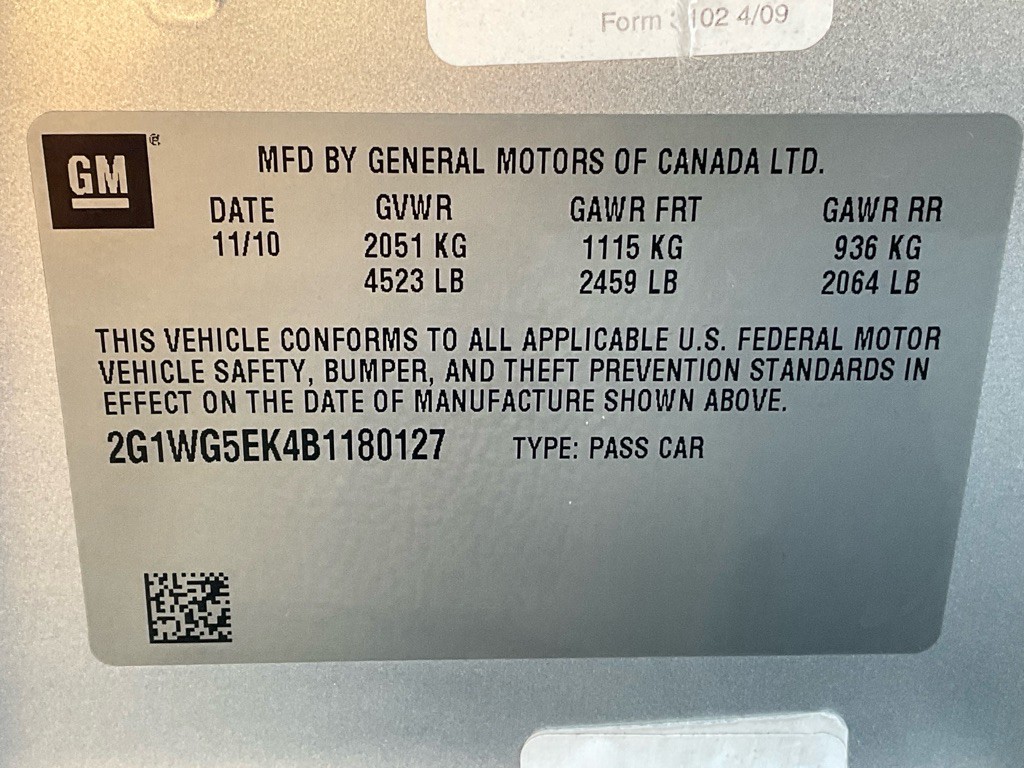 Form 102 4/09
GM ®
MFD BY GENERAL MOTORS OF CANADA LTD.
DATE GVWR GAWR FRT GAWR RR
11/10 2051 KG 1115 KG 936 KG
4523 LB 2459 LB 2064 LB
THIS VEHICLE CONFORMS TO ALL APPLICABLE U.S. FEDERAL MOTOR
VEHICLE SAFETY, BUMPER, AND THEFT PREVENTION STANDARDS IN
EFFECT ON THE DATE OF MANUFACTURE SHOWN ABOVE.
2G1WG5EK4B1180127 TYPE: PASS CAR